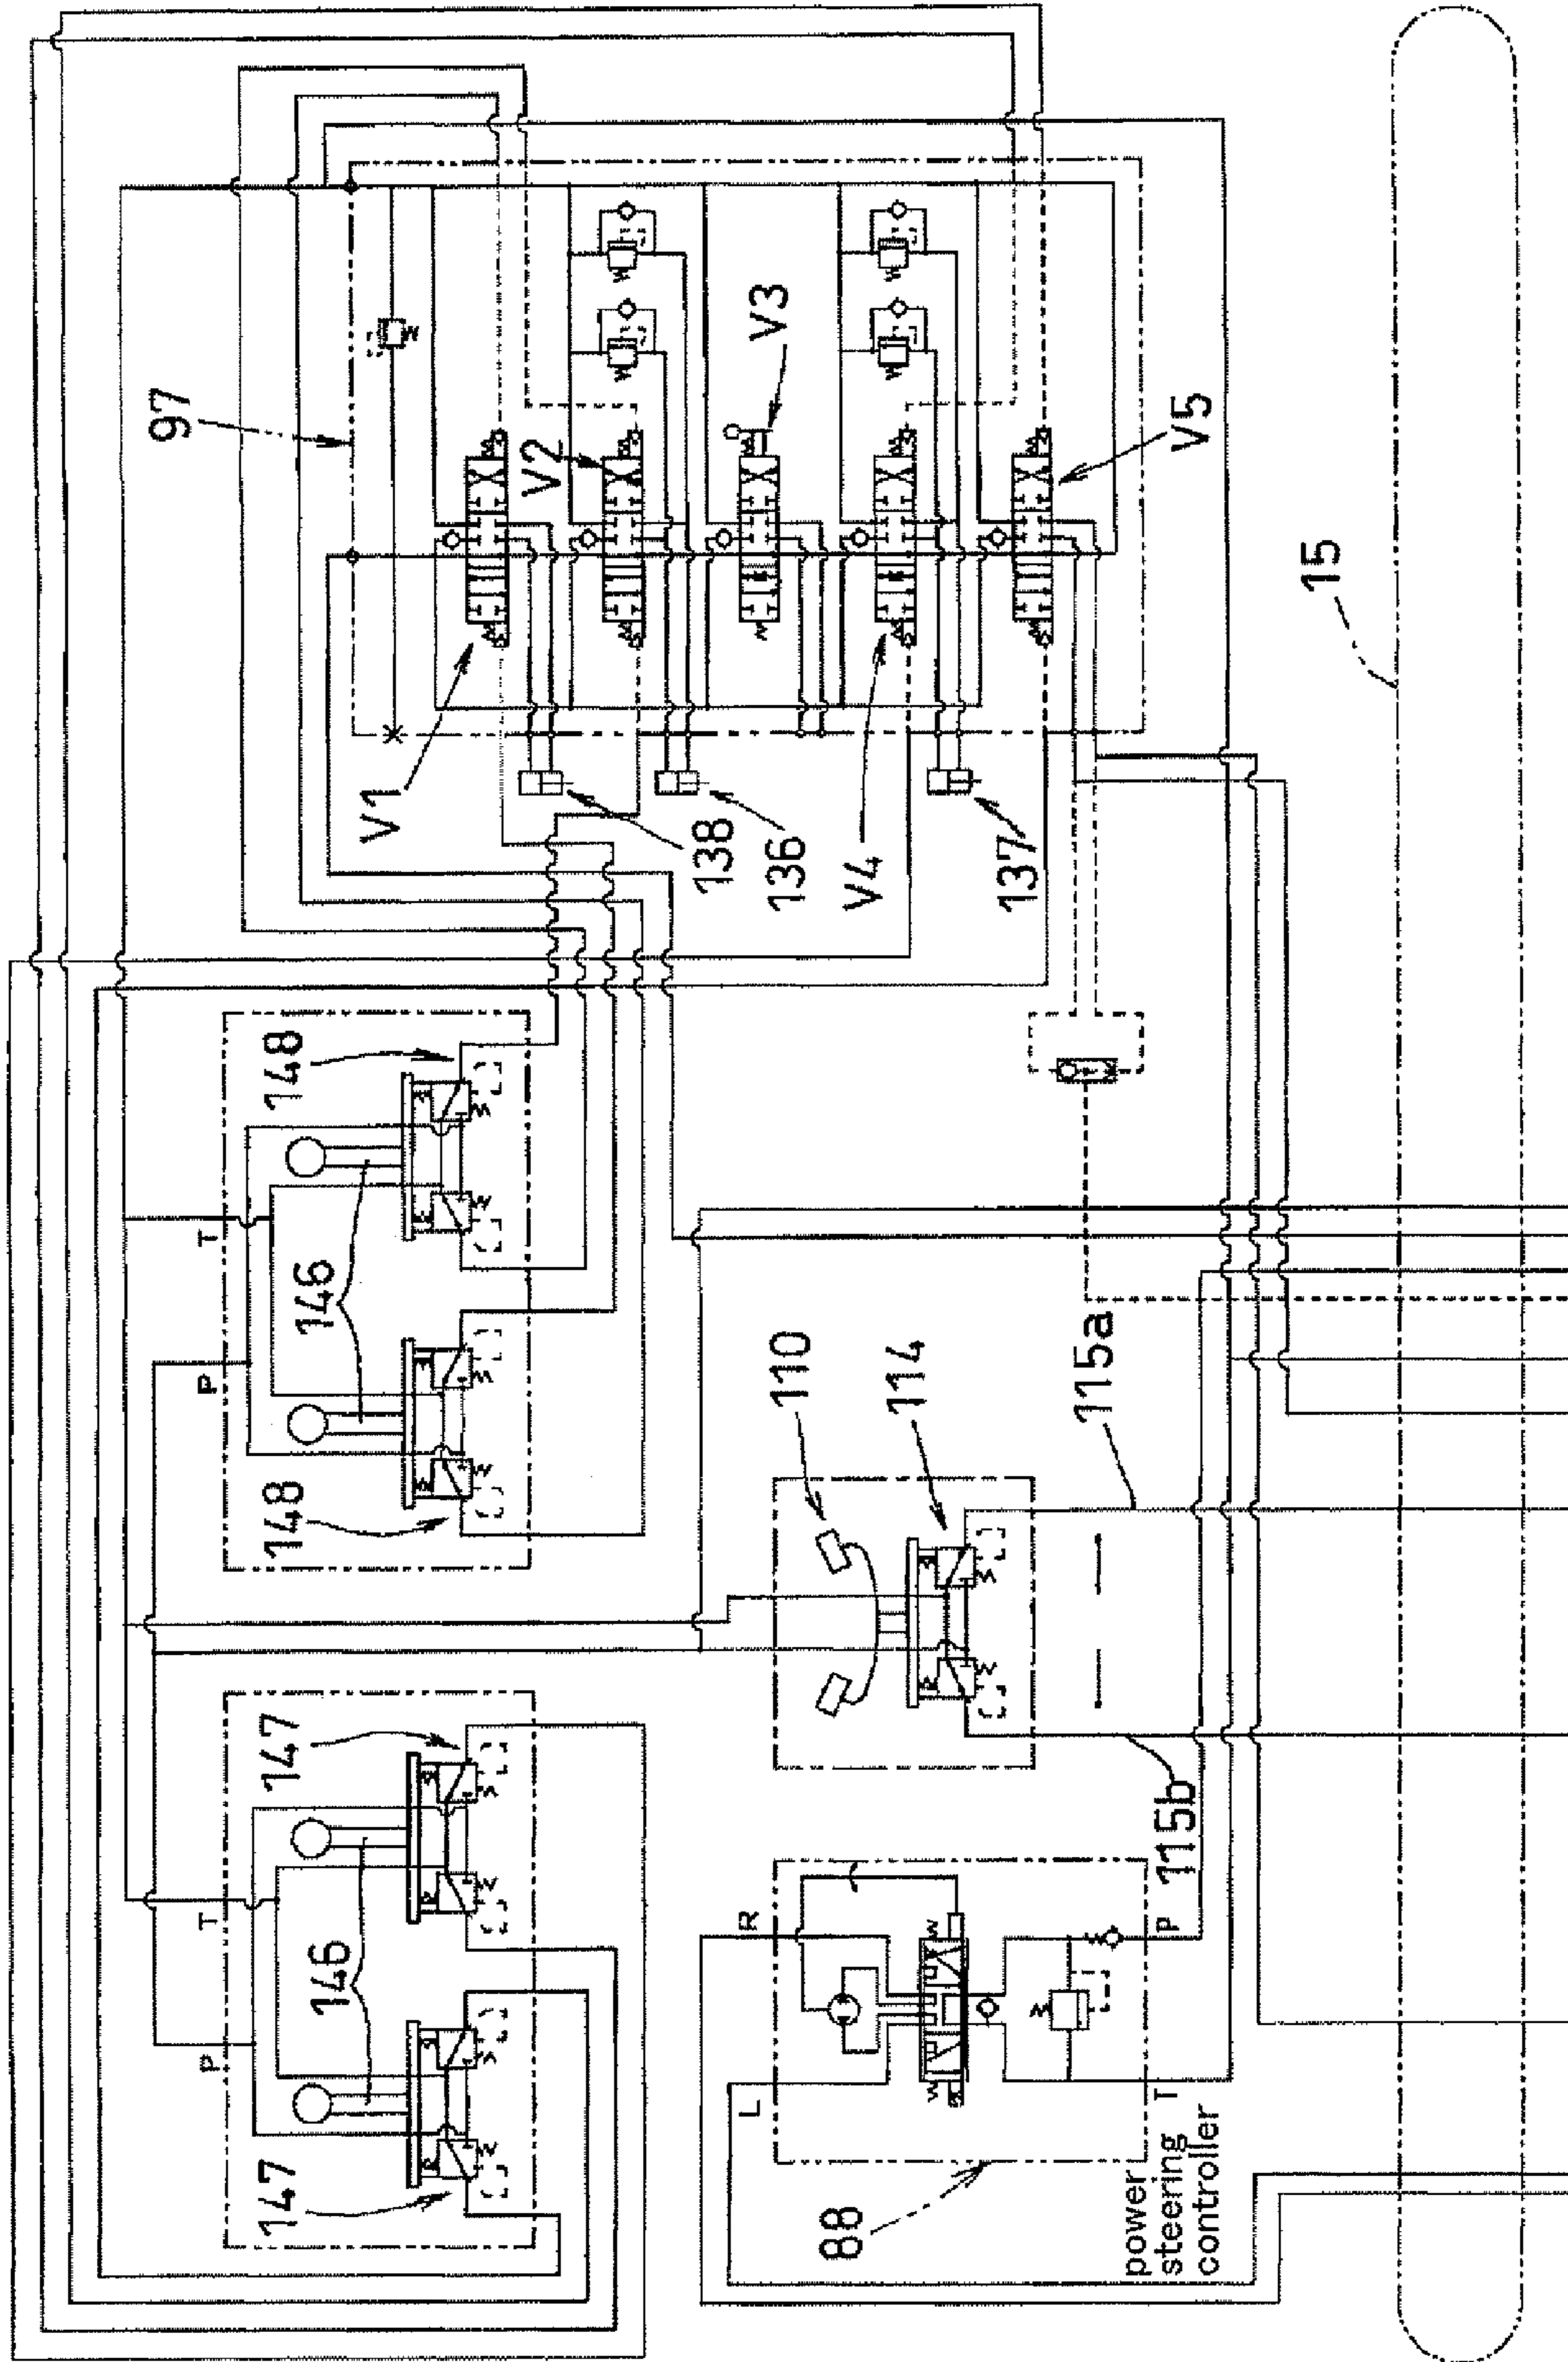 97
V1
V2
V3
V4
V5
138
136
137
15
148
148
T
P
146
110
114
115a
147
147
T
P
146
115b
R
L
P
T
88
power
steering
controller